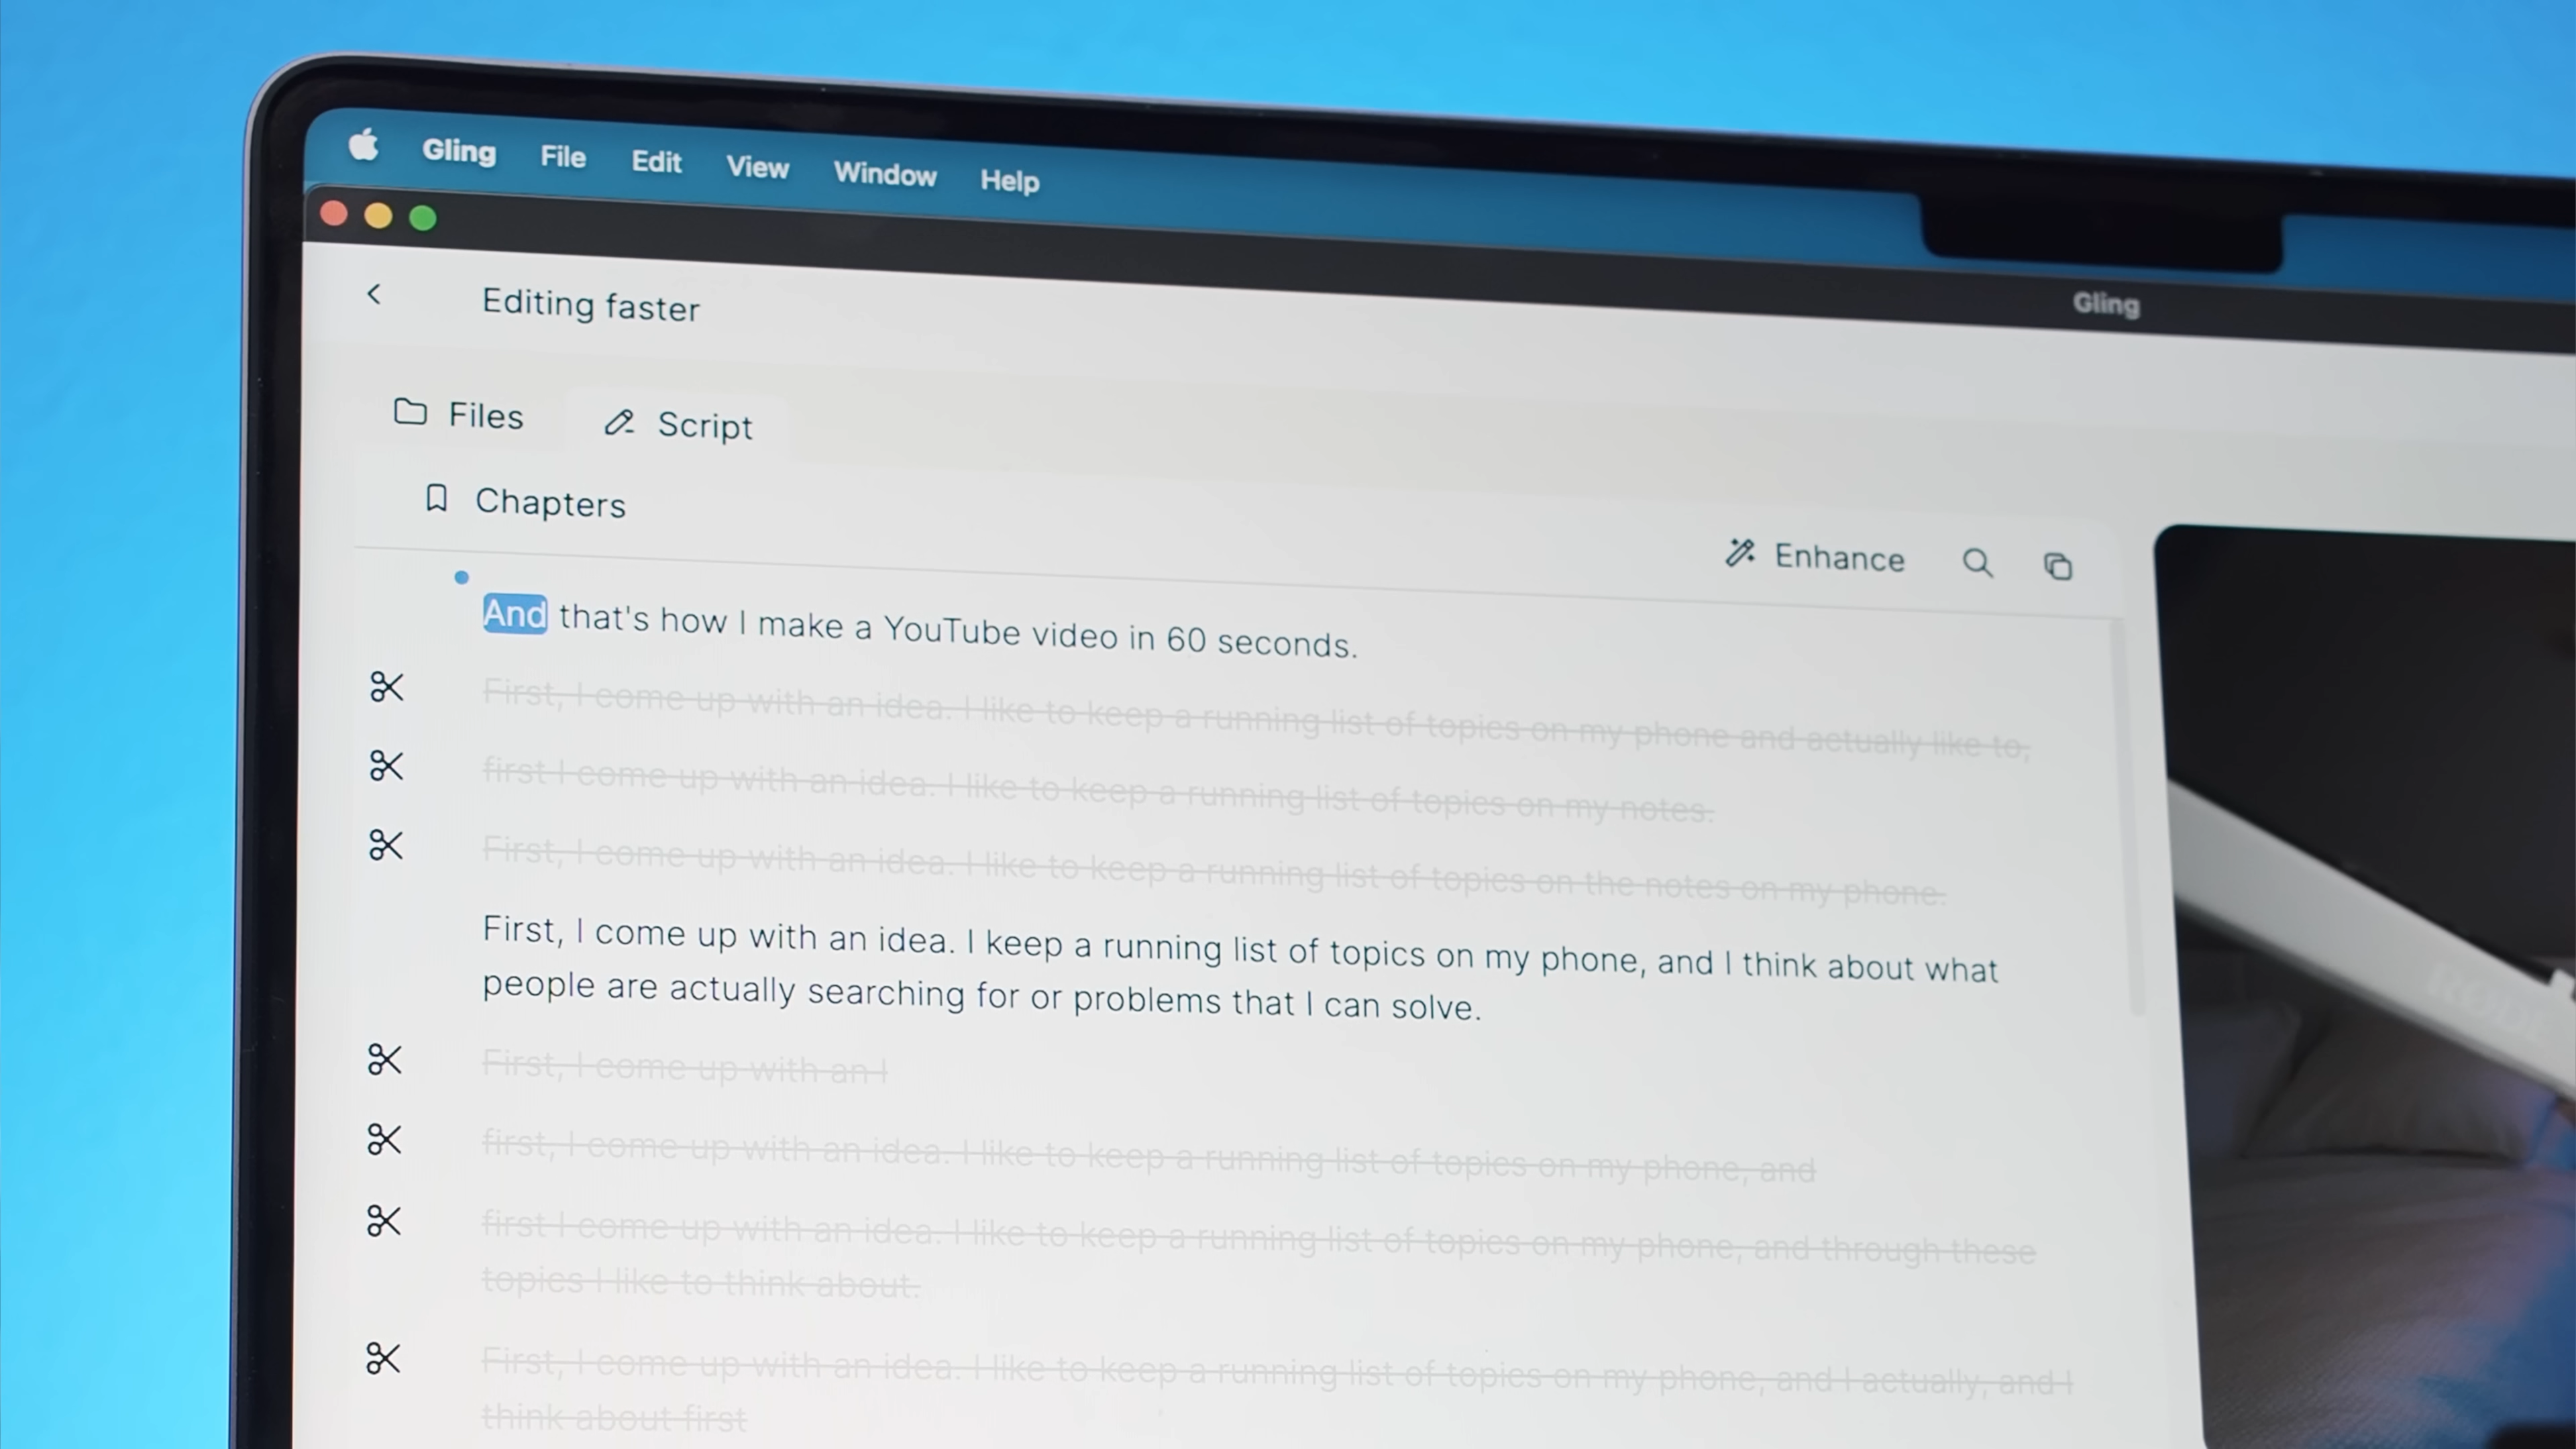 Gling File Edit View Window Help
Gling
Editing faster
Files Script
Chapters
Enhance
And that's how I make a YouTube video in 60 seconds.
First, I come up with an idea. I like to keep a running list of topics on my phone and actually like to,
first I come up with an idea. I like to keep a running list of topics on my notes.
First, I come up with an idea. I like to keep a running list of topics on the notes on my phone.
First, I come up with an idea. I keep a running list of topics on my phone, and I think about what
people are actually searching for or problems that I can solve.
First, I come up with an I
first, I come up with an idea. I like to keep a running list of topics on my phone, and
first I come up with an idea. I like to keep a running list of topics on my phone, and through these
topics I like to think about.
First, I come up with an idea. I like to keep a running list of topics on my phone, and I actually, and I
think about first
RØDE